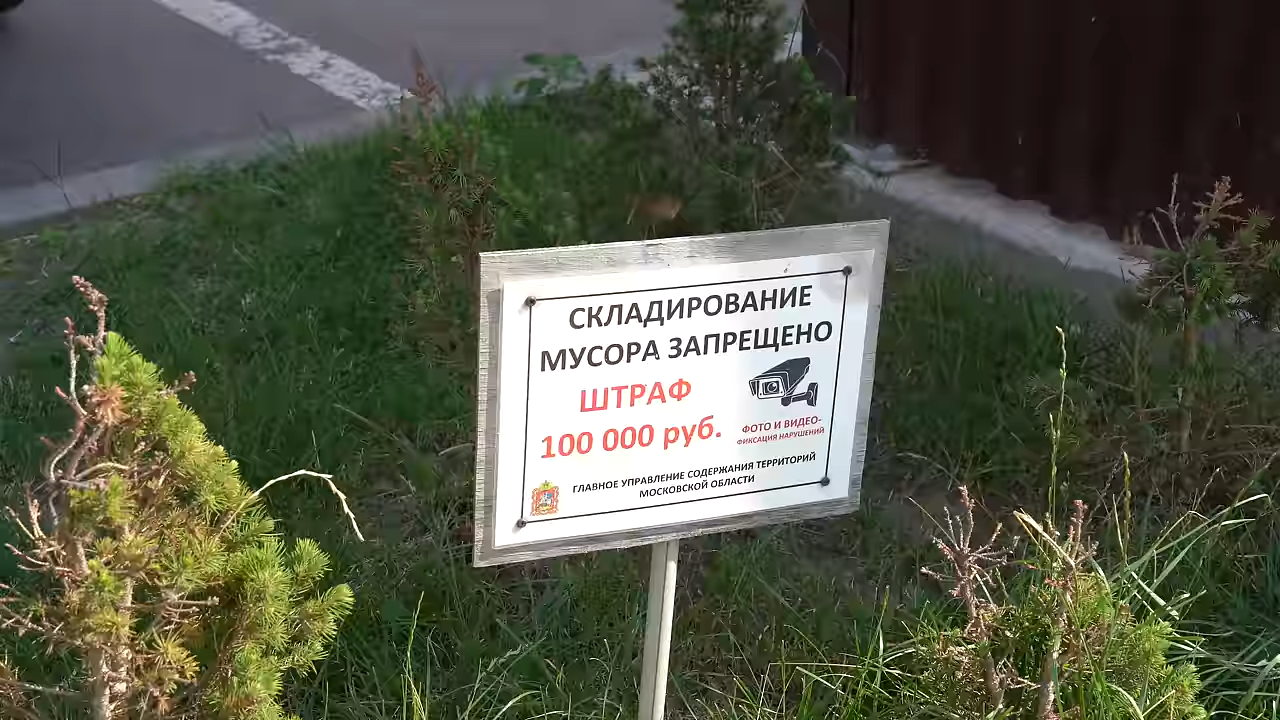 СКЛАДИРОВАНИЕ
МУСОРА ЗАПРЕЩЕНО
ШТРАФ
100 000 руб.
ФОТО И ВИДЕО-
ФИКСАЦИЯ НАРУШЕНИЙ
ГЛАВНОЕ УПРАВЛЕНИЕ СОДЕРЖАНИЯ ТЕРРИТОРИЙ
МОСКОВСКОЙ ОБЛАСТИ